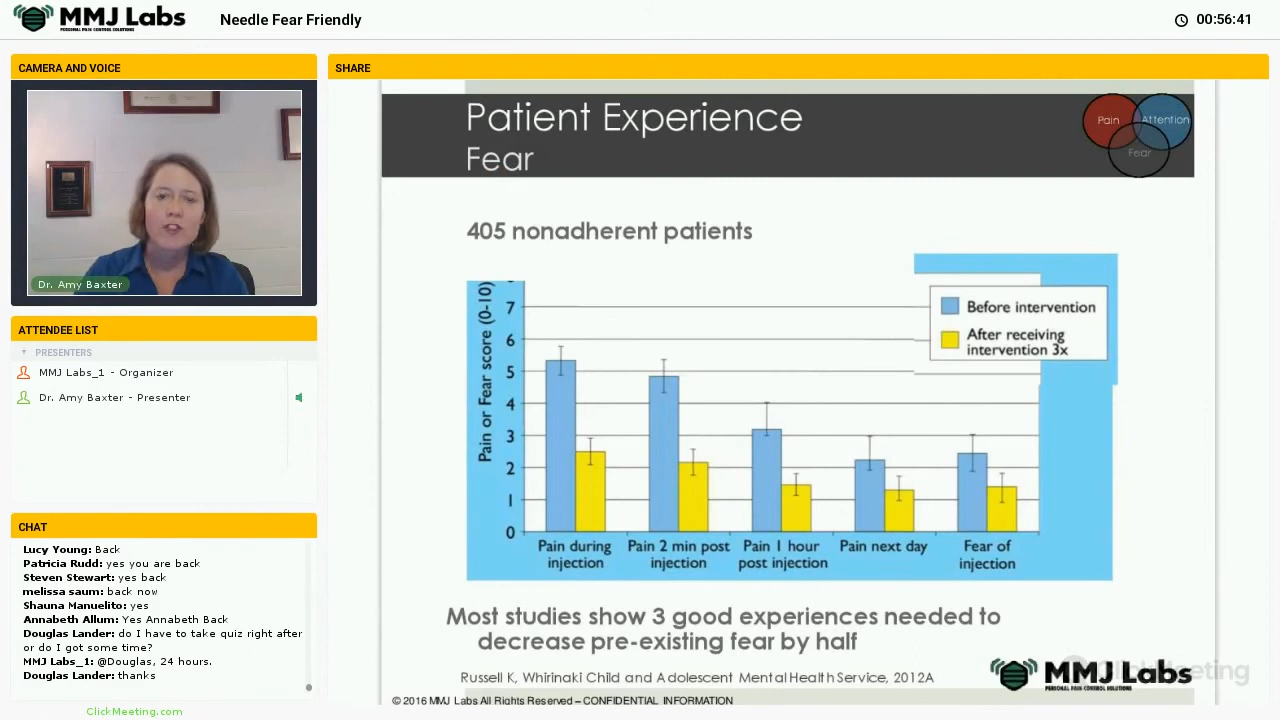 MMJ Labs
PERSONAL PAIN CONTROL SOLUTIONS
Needle Fear Friendly
00:56:41
CAMERA AND VOICE
Dr. Amy Baxter
ATTENDEE LIST
PRESENTERS
MMJ Labs_1 - Organizer
Dr. Amy Baxter - Presenter
CHAT
Lucy Young: Back
Patricia Rudd: yes you are back
Steven Stewart: yes back
melissa saum: back now
Shauna Manuelito: yes
Annabeth Allum: Yes Annabeth Back
Douglas Lander: do I have to take quiz right after
or do I got some time?
MMJ Labs_1: @Douglas, 24 hours.
Douglas Lander: thanks
ClickMeeting.com
SHARE
Patient Experience
Fear
Pain
Attention
Fear
405 nonadherent patients
Pain or Fear score (0-10)
7
6
5
4
3
2
1
0
Before intervention
After receiving
intervention 3x
Pain during
injection
Pain 2 min post
injection
Pain 1 hour
post injection
Pain next day
Fear of
injection
Most studies show 3 good experiences needed to
decrease pre-existing fear by half
Russell K, Whirinaki Child and Adolescent Mental Health Service, 2012A
MMJ Labs
PERSONAL PAIN CONTROL SOLUTIONS
ClickMeeting
© 2016 MMJ Labs All Rights Reserved – CONFIDENTIAL INFORMATION